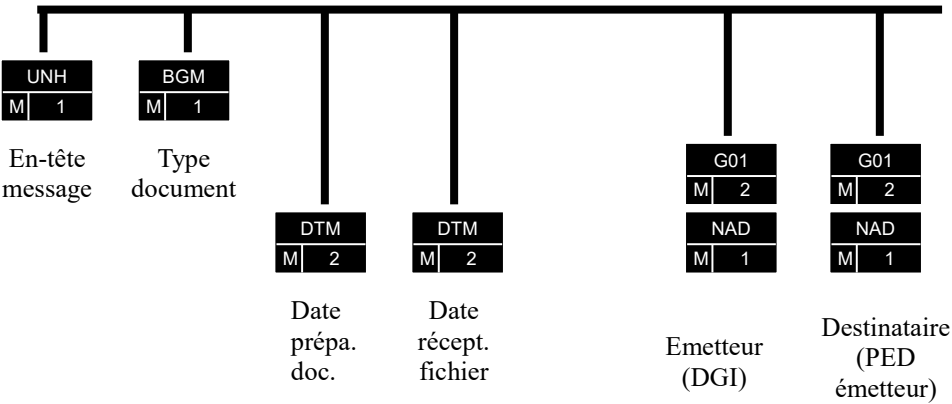 UNH
M 1
En-tête
message
BGM
M 1
Type
document
DTM
M 2
Date
prépa.
doc.
DTM
M 2
Date
récept.
fichier
G01
M 2
NAD
M 1
Emetteur
(DGI)
G01
M 2
NAD
M 1
Destinataire
(PED
émetteur)